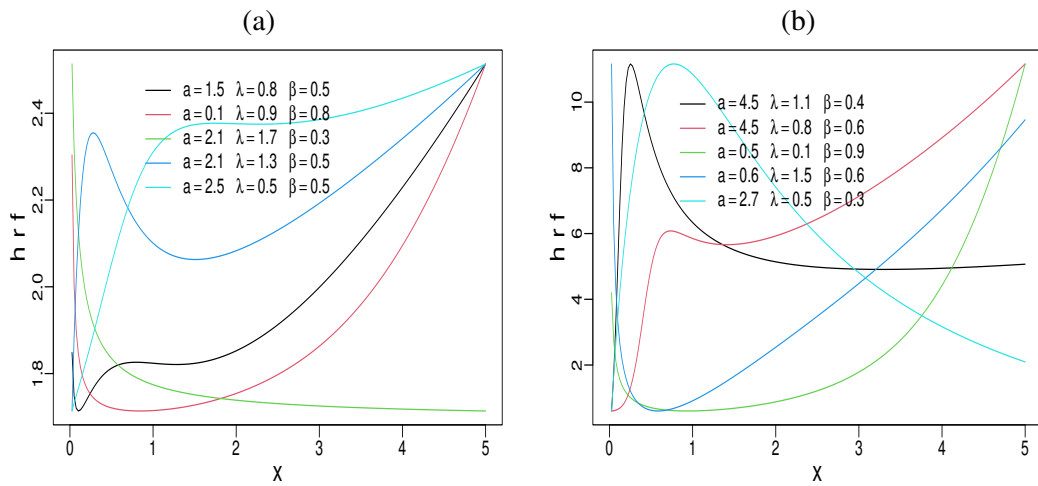 (a)
a=1.5 λ=0.8 β=0.5
a=0.1 λ=0.9 β=0.8
a=2.1 λ=1.7 β=0.3
a=2.1 λ=1.3 β=0.5
a=2.5 λ=0.5 β=0.5
2.4
2.2
2.0
1.8
hrf
0 1 2 3 4 5
X
(b)
a=4.5 λ=1.1 β=0.4
a=4.5 λ=0.8 β=0.6
a=0.5 λ=0.1 β=0.9
a=0.6 λ=1.5 β=0.6
a=2.7 λ=0.5 β=0.3
10
8
6
4
2
hrf
0 1 2 3 4 5
X